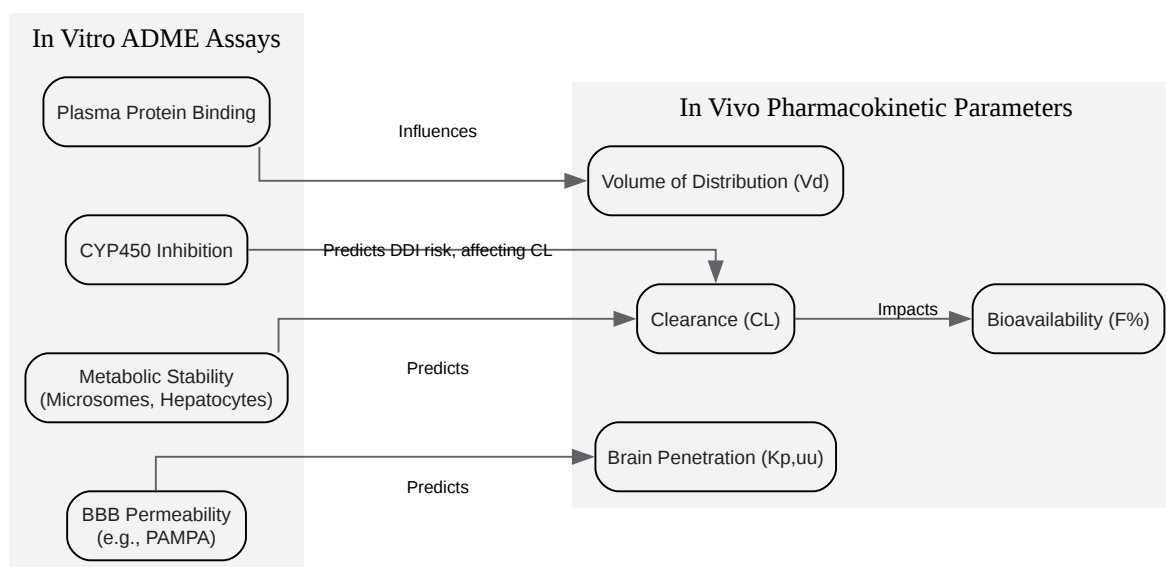 In Vitro ADME Assays
Plasma Protein Binding
CYP450 Inhibition
Metabolic Stability
(Microsomes, Hepatocytes)
BBB Permeability
(e.g., PAMPA)
Influences
Predicts DDI risk, affecting CL
Predicts
Predicts
In Vivo Pharmacokinetic Parameters
Volume of Distribution (Vd)
Clearance (CL)
Impacts
Bioavailability (F%)
Brain Penetration (Kp,uu)